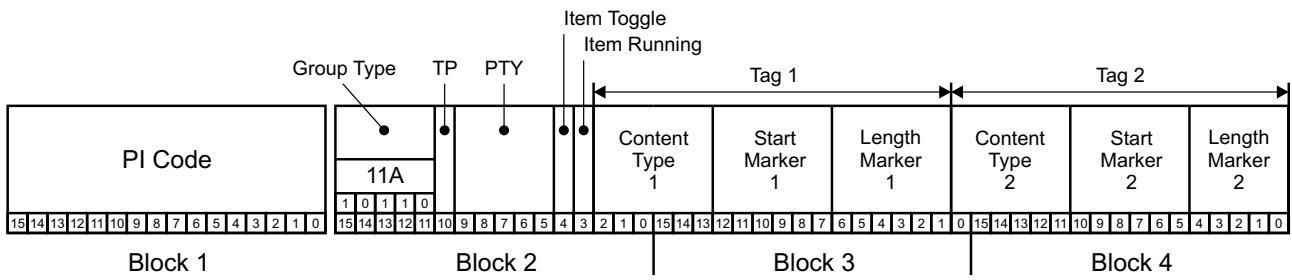 Item Toggle
Item Running
Group Type TP PTY Tag 1 Tag 2
PI Code
11A
Content Type 1
Start Marker 1
Length Marker 1
Content Type 2
Start Marker 2
Length Marker 2
1 0 1 1 0
15 14 13 12 11 10 9 8 7 6 5 4 3 2 1 0 15 14 13 12 11 10 9 8 7 6 5 4 3 2 1 0 15 14 13 12 11 10 9 8 7 6 5 4 3 2 1 0 15 14 13 12 11 10 9 8 7 6 5 4 3 2 1 0
Block 1 Block 2 Block 3 Block 4